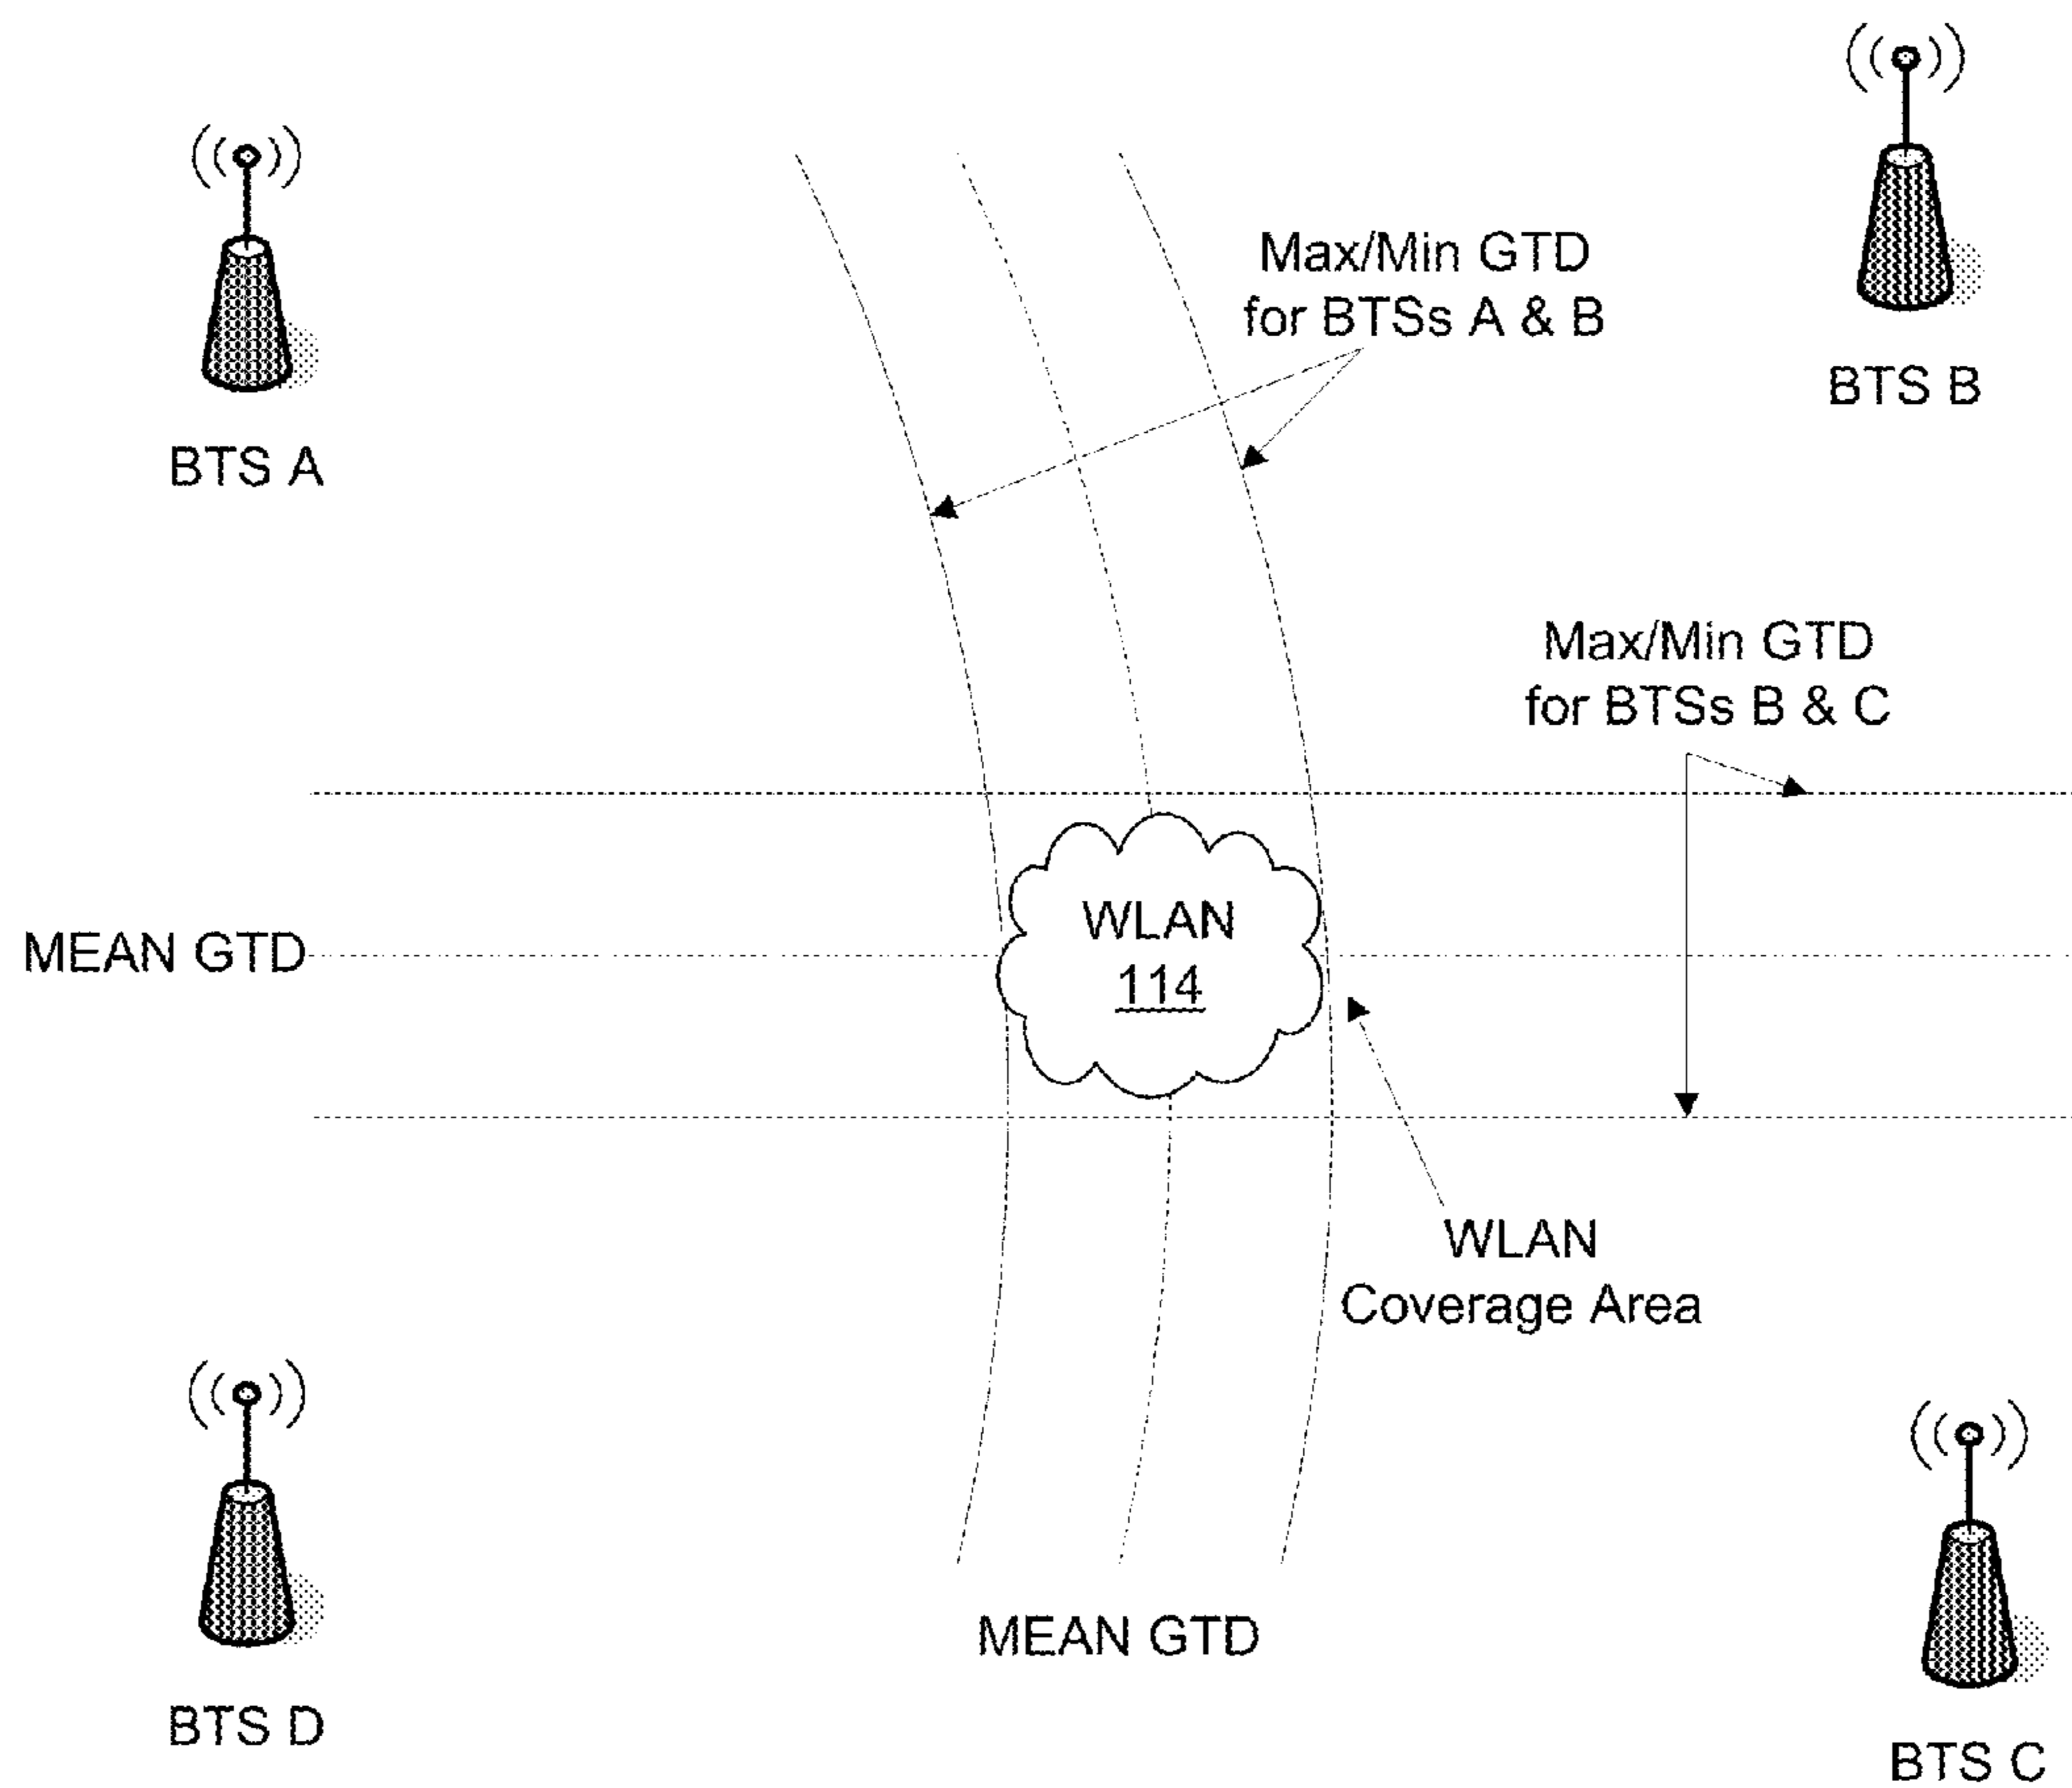 Max/Min GTD
for BTSs A & B
BTS B
BTS A
Max/Min GTD
for BTSs B & C
WLAN
114
MEAN GTD
WLAN
Coverage Area
MEAN GTD
BTS D
BTS C